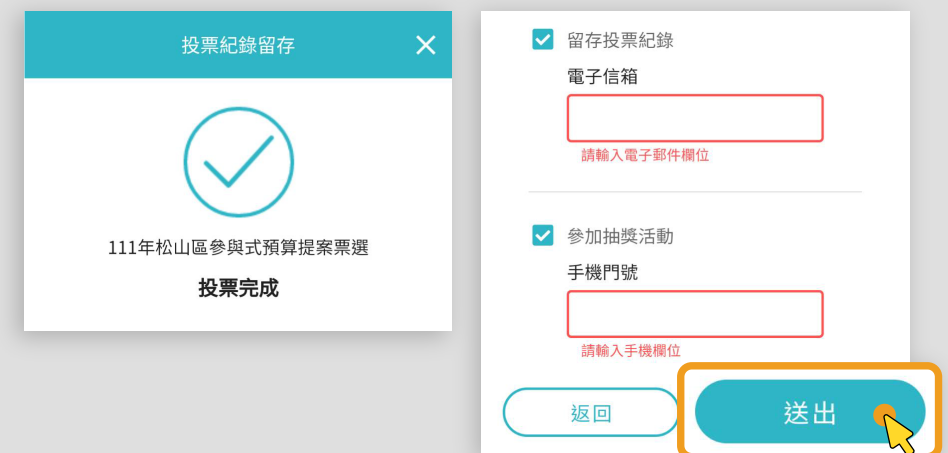 投票紀錄留存
111年松山區參與式預算提案票選
投票完成
留存投票紀錄
電子信箱
請輸入電子郵件欄位
參加抽獎活動
手機門號
請輸入手機欄位
返回
送出